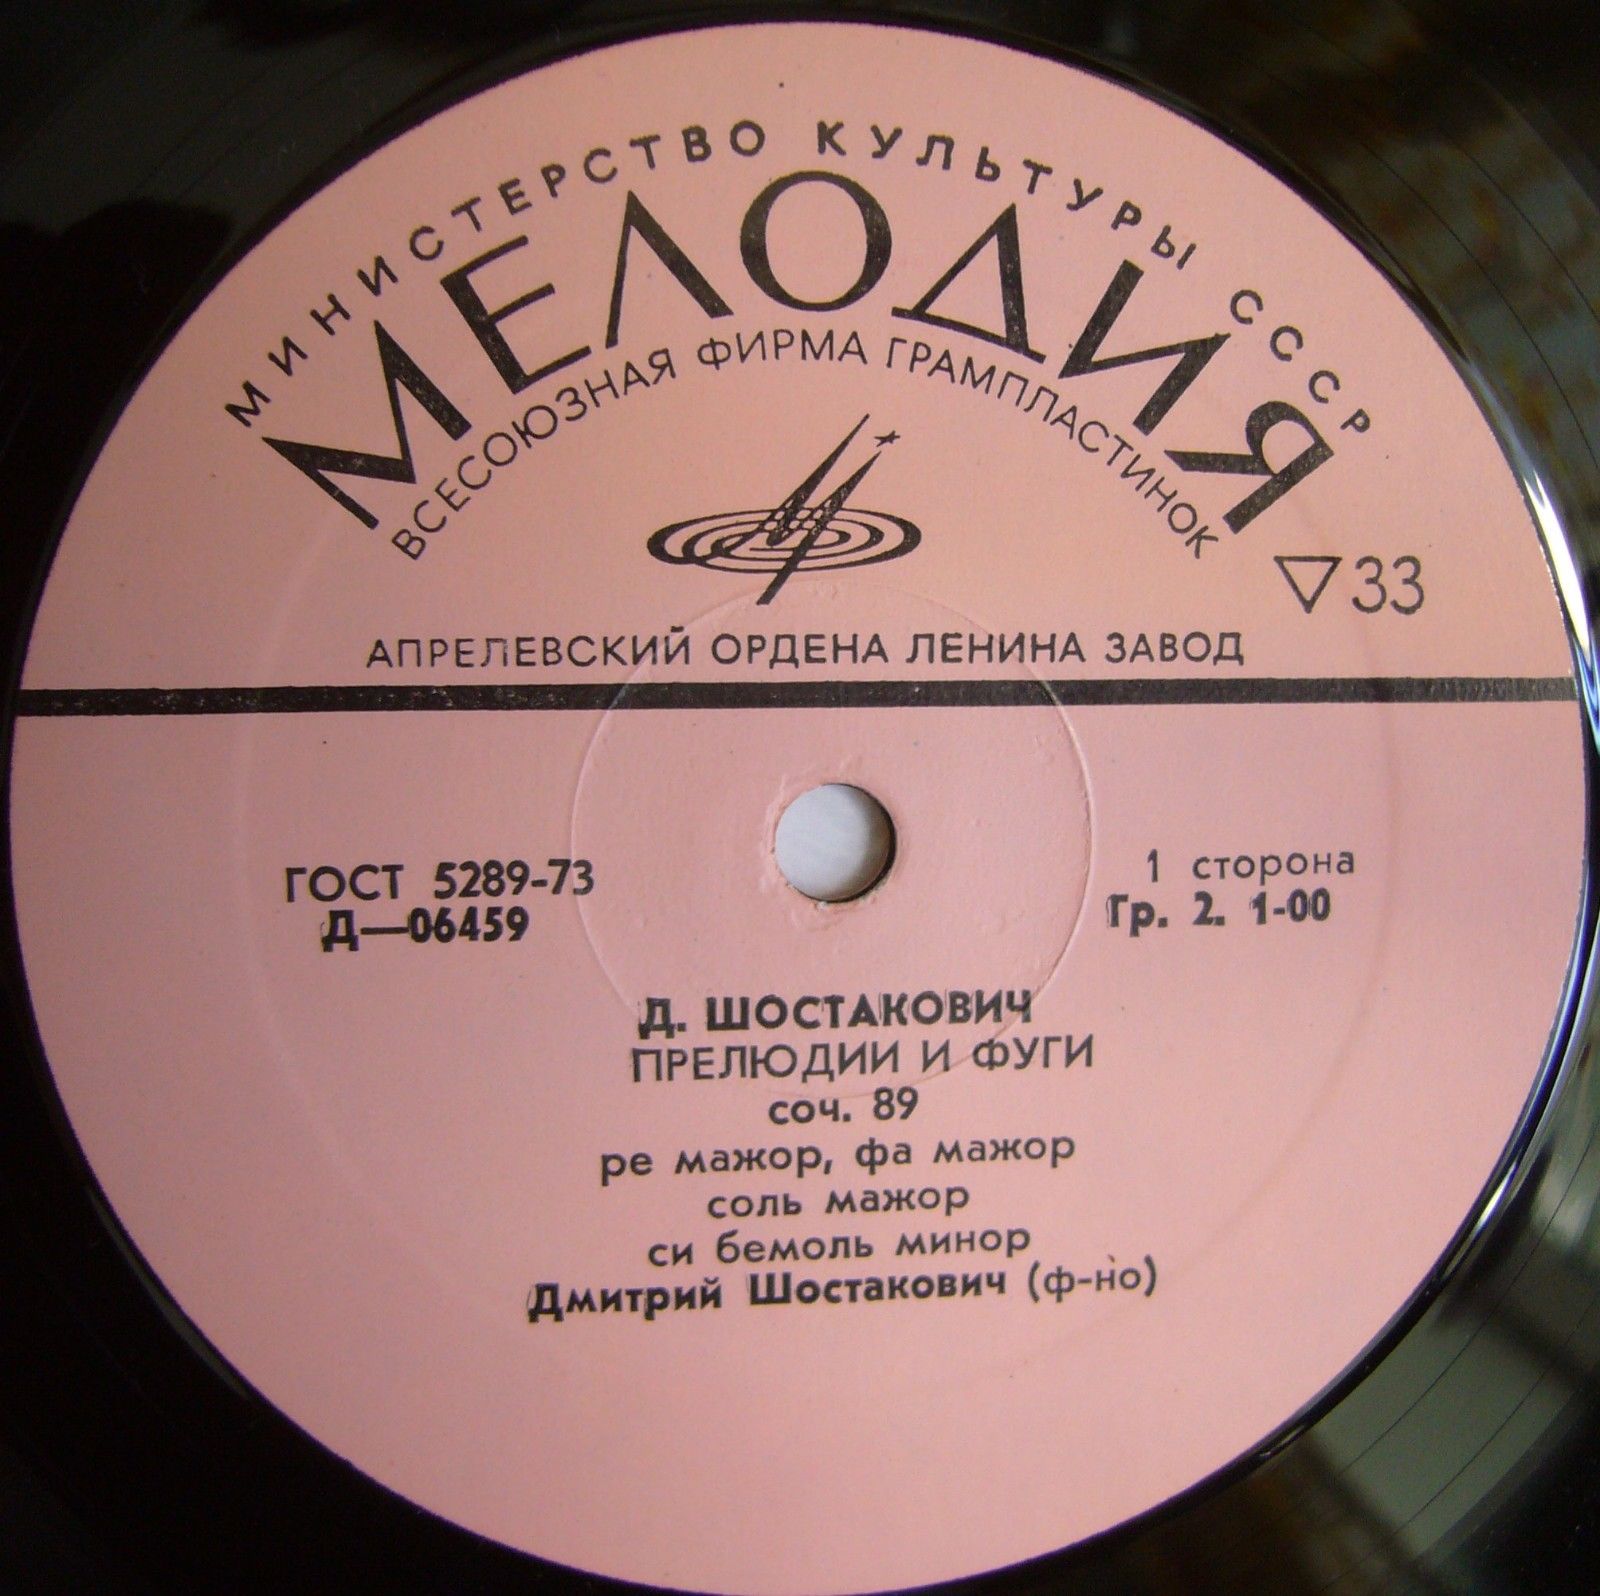 МИНИСТЕРСТВО КУЛЬТУРЫ СССР
МЕЛОДИЯ
ВСЕСОЮЗНАЯ ФИРМА ГРАМПЛАСТИНОК
33
АПРЕЛЕВСКИЙ ОРДЕНА ЛЕНИНА ЗАВОД
ГОСТ 5289-73
Д—06459
1 сторона
Гр. 2. 1-00
Д. ШОСТАКОВИЧ
ПРЕЛЮДИИ И ФУГИ
соч. 89
ре мажор, фа мажор
соль мажор
си бемоль минор
Дмитрий Шостакович (ф-но)